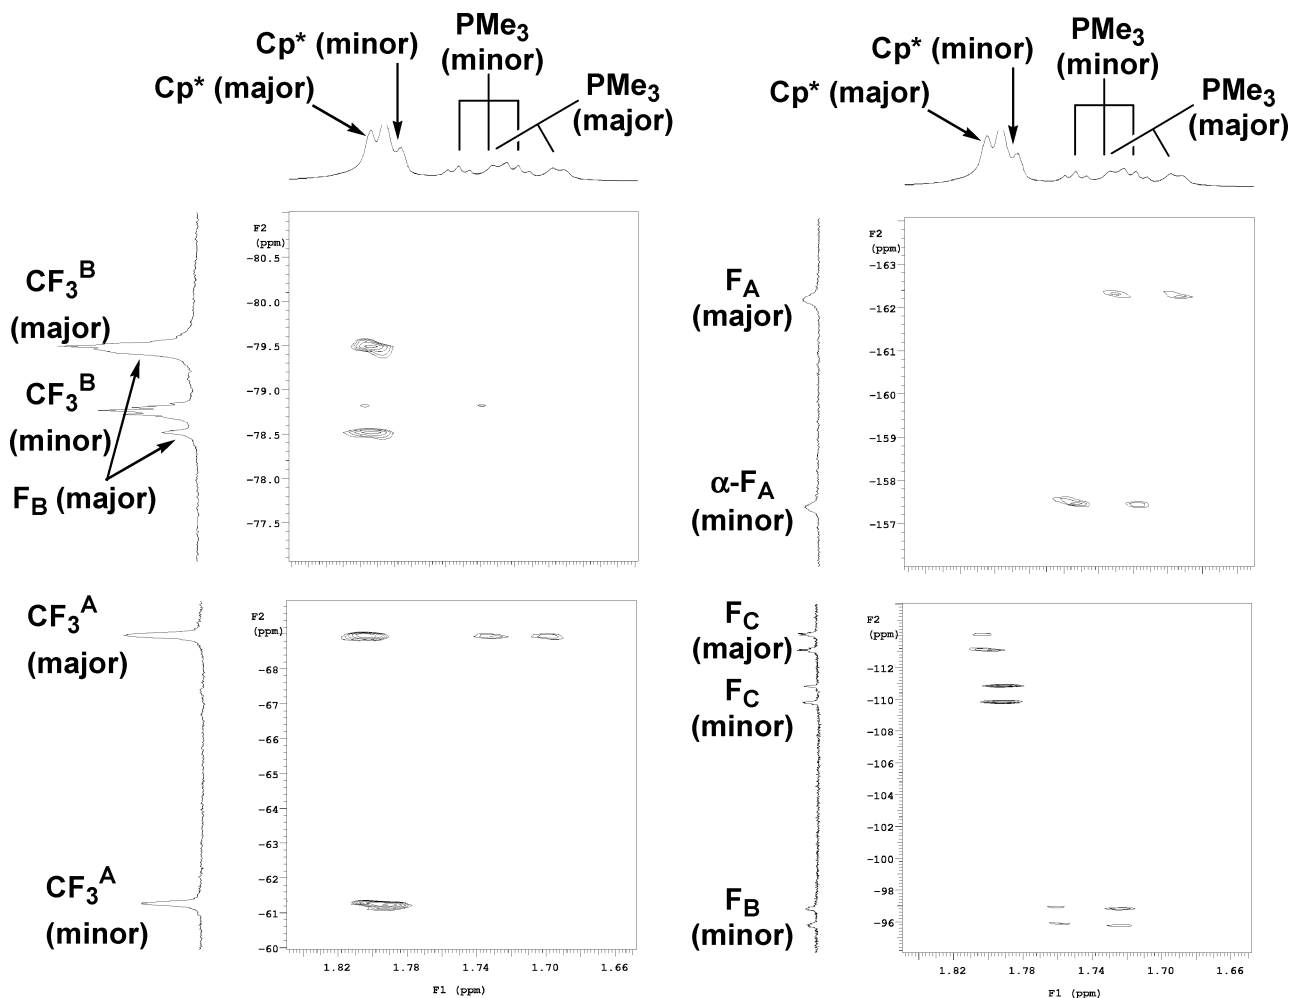 Cp* (major)
Cp* (minor)
PMe3
(minor)
PMe3
(major)
CF3B
(major)
CF3B
(minor)
FB (major)
F2
(ppm)
-80.5
-80.0
-79.5
-79.0
-78.5
-78.0
-77.5
Cp* (major)
Cp* (minor)
PMe3
(minor)
PMe3
(major)
FA
(major)
α-FA
(minor)
F2
(ppm)
-163
-162
-161
-160
-159
-158
-157
CF3A
(major)
CF3A
(minor)
F2
(ppm)
-68
-67
-66
-65
-64
-63
-62
-61
-60
1.82 1.78 1.74 1.70 1.66
F1 (ppm)
FC
(major)
FC
(minor)
FB
(minor)
F2
(ppm)
-112
-110
-108
-106
-104
-102
-100
-98
-96
1.82 1.78 1.74 1.70 1.66
F1 (ppm)